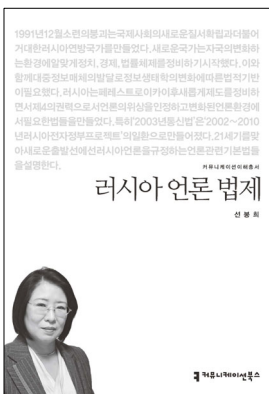 1991년12월소련의붕괴는국제사회의새로운질서확립과더불어
거대한러시아연방국가를만들었다.새로운국가는자국의변화하
는환경에알맞게정치,경제,법률체제를정비하기시작했다.이와
함께대중정보매체의발달로정보생태학의변화에따른법적기반
이필요했다.러시아는페레스트로이카이후새롭게제도를정비하
면서제4의권력으로서언론의위상을인정하고변화된언론환경에
서필요한법들을만들었다.특히‘2003년통신법’은‘2002~2010
년러시아전자정부프로젝트’의일환으로만들어졌다.21세기를맞
아새로운출발선에선러시아언론을규정하는언론관련기본법들
을설명한다.
커뮤니케이션이해총서
러시아 언론 법제
선봉희
커뮤니케이션북스